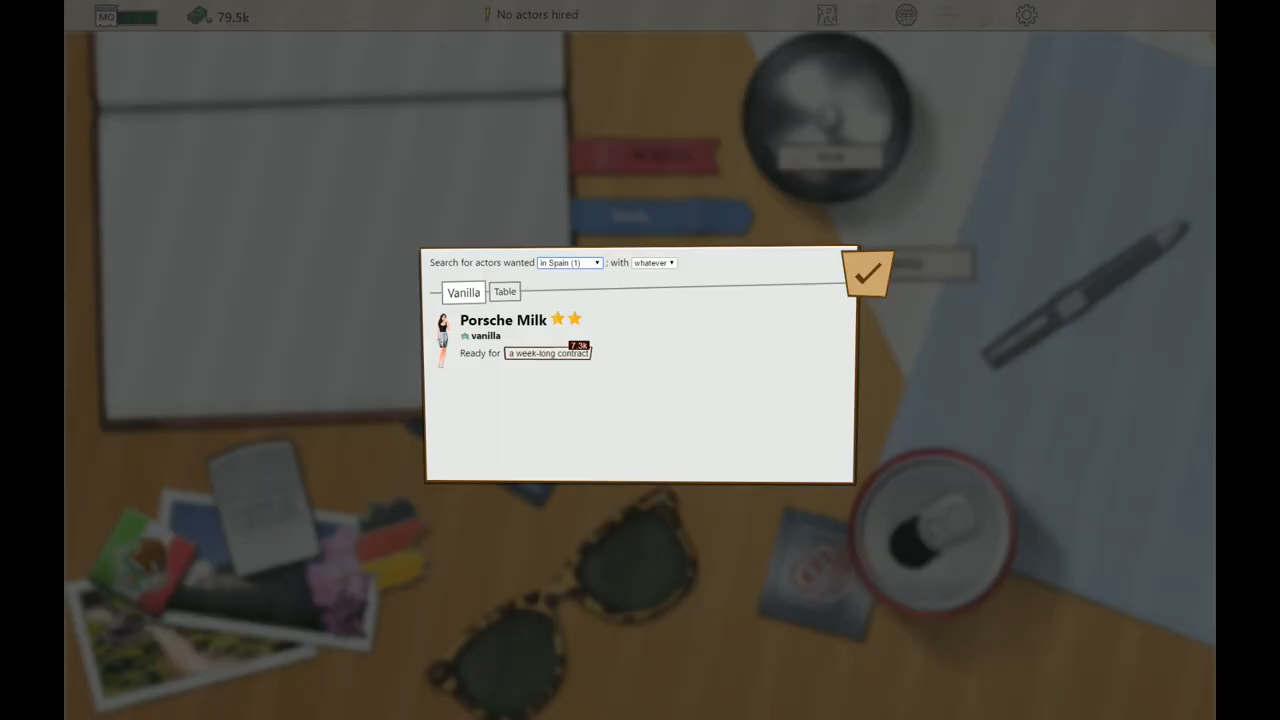 MO
79.5k
No actors hired
Search for actors wanted in Spain (1) ; with whatever
Vanilla
Table
Porsche Milk
vanilla
7.3k
Ready for a week-long contract